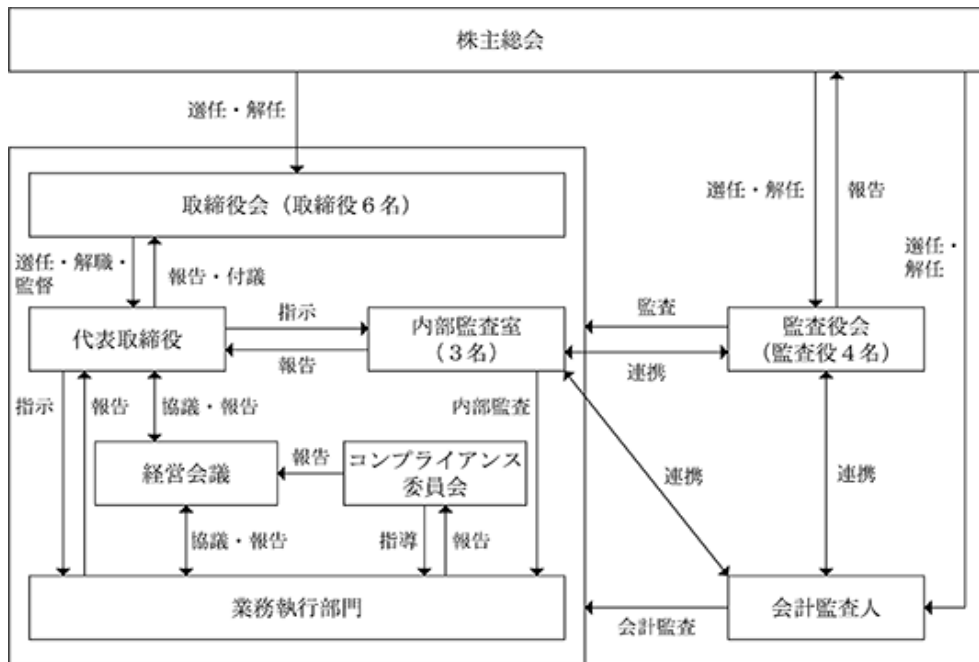 株主総会
選任・解任
取締役会（取締役６名）
選任・解任
報告
選任・
解任
選任・解職・
監督
報告・付議
代表取締役
指示
報告
内部監査室
（３名）
監査
連携
監査役会
（監査役４名）
指示
報告
協議・報告
内部監査
経営会議
報告
コンプライアンス
委員会
連携
連携
協議・報告
指導
報告
業務執行部門
会計監査
会計監査人